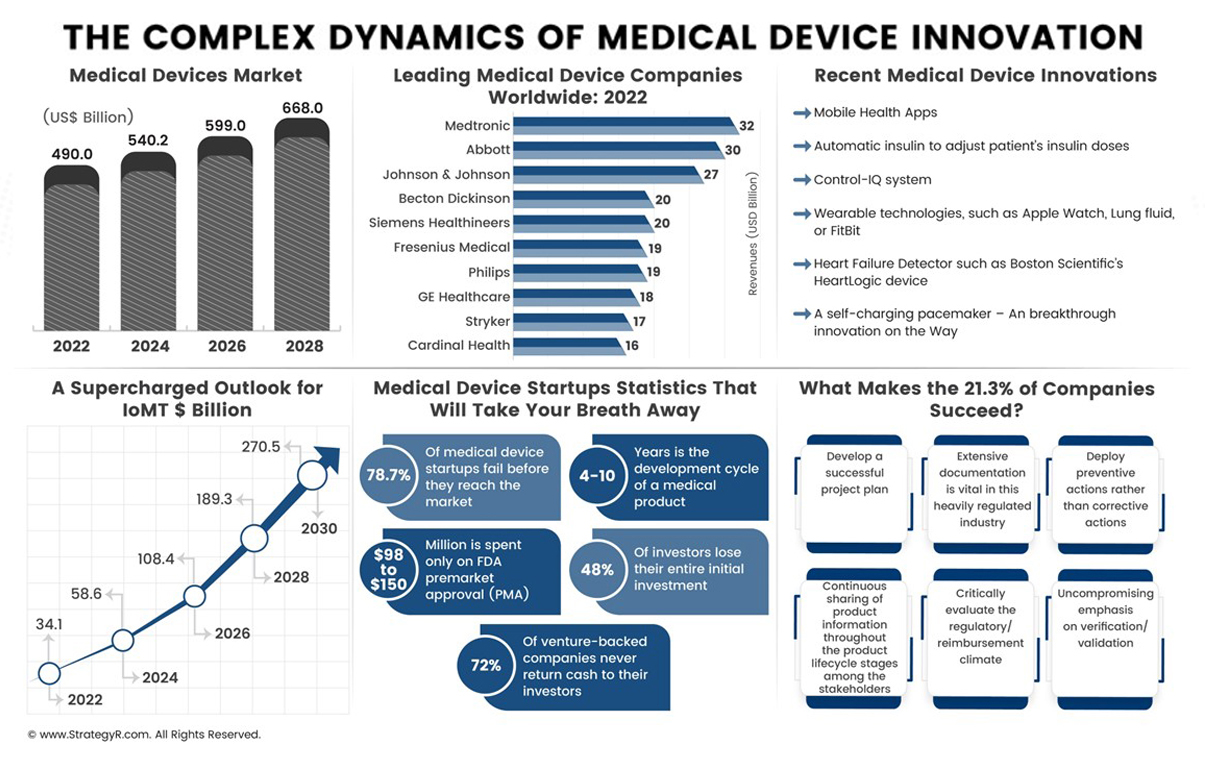 THE COMPLEX DYNAMICS OF MEDICAL DEVICE INNOVATION
Medical Devices Market
(US$ Billion)
490.0
540.2
599.0
668.0
2022
2024
2026
2028
Leading Medical Device Companies
Worldwide: 2022
Medtronic 32
Abbott 30
Johnson & Johnson 27
Becton Dickinson 20
Siemens Healthineers 20
Fresenius Medical 19
Philips 19
GE Healthcare 18
Stryker 17
Cardinal Health 16
Revenues (USD Billion)
Recent Medical Device Innovations
Mobile Health Apps
Automatic insulin to adjust patient's insulin doses
Control-IQ system
Wearable technologies, such as Apple Watch, Lung fluid,
or FitBit
Heart Failure Detector such as Boston Scientific's
HeartLogic device
A self-charging pacemaker – An breakthrough
innovation on the Way
A Supercharged Outlook for
IoMT $ Billion
34.1
58.6
108.4
189.3
270.5
2022
2024
2026
2028
2030
Medical Device Startups Statistics That
Will Take Your Breath Away
78.7%
Of medical device
startups fail before
they reach the
market
4-10
Years is the
development cycle
of a medical
product
$98
to
$150
Million is spent
only on FDA
premarket
approval (PMA)
48%
Of investors lose
their entire initial
investment
72%
Of venture-backed
companies never
return cash to their
investors
What Makes the 21.3% of Companies
Succeed?
Develop a
successful
project plan
Extensive
documentation
is vital in this
heavily regulated
industry
Deploy
preventive
actions rather
than corrective
actions
Continuous
sharing of
product
information
throughout
the product
lifecycle stages
among the
stakeholders
Critically
evaluate the
regulatory/
reimbursement
climate
Uncompromising
emphasis
on verification/
validation
© www.StrategyR.com. All Rights Reserved.